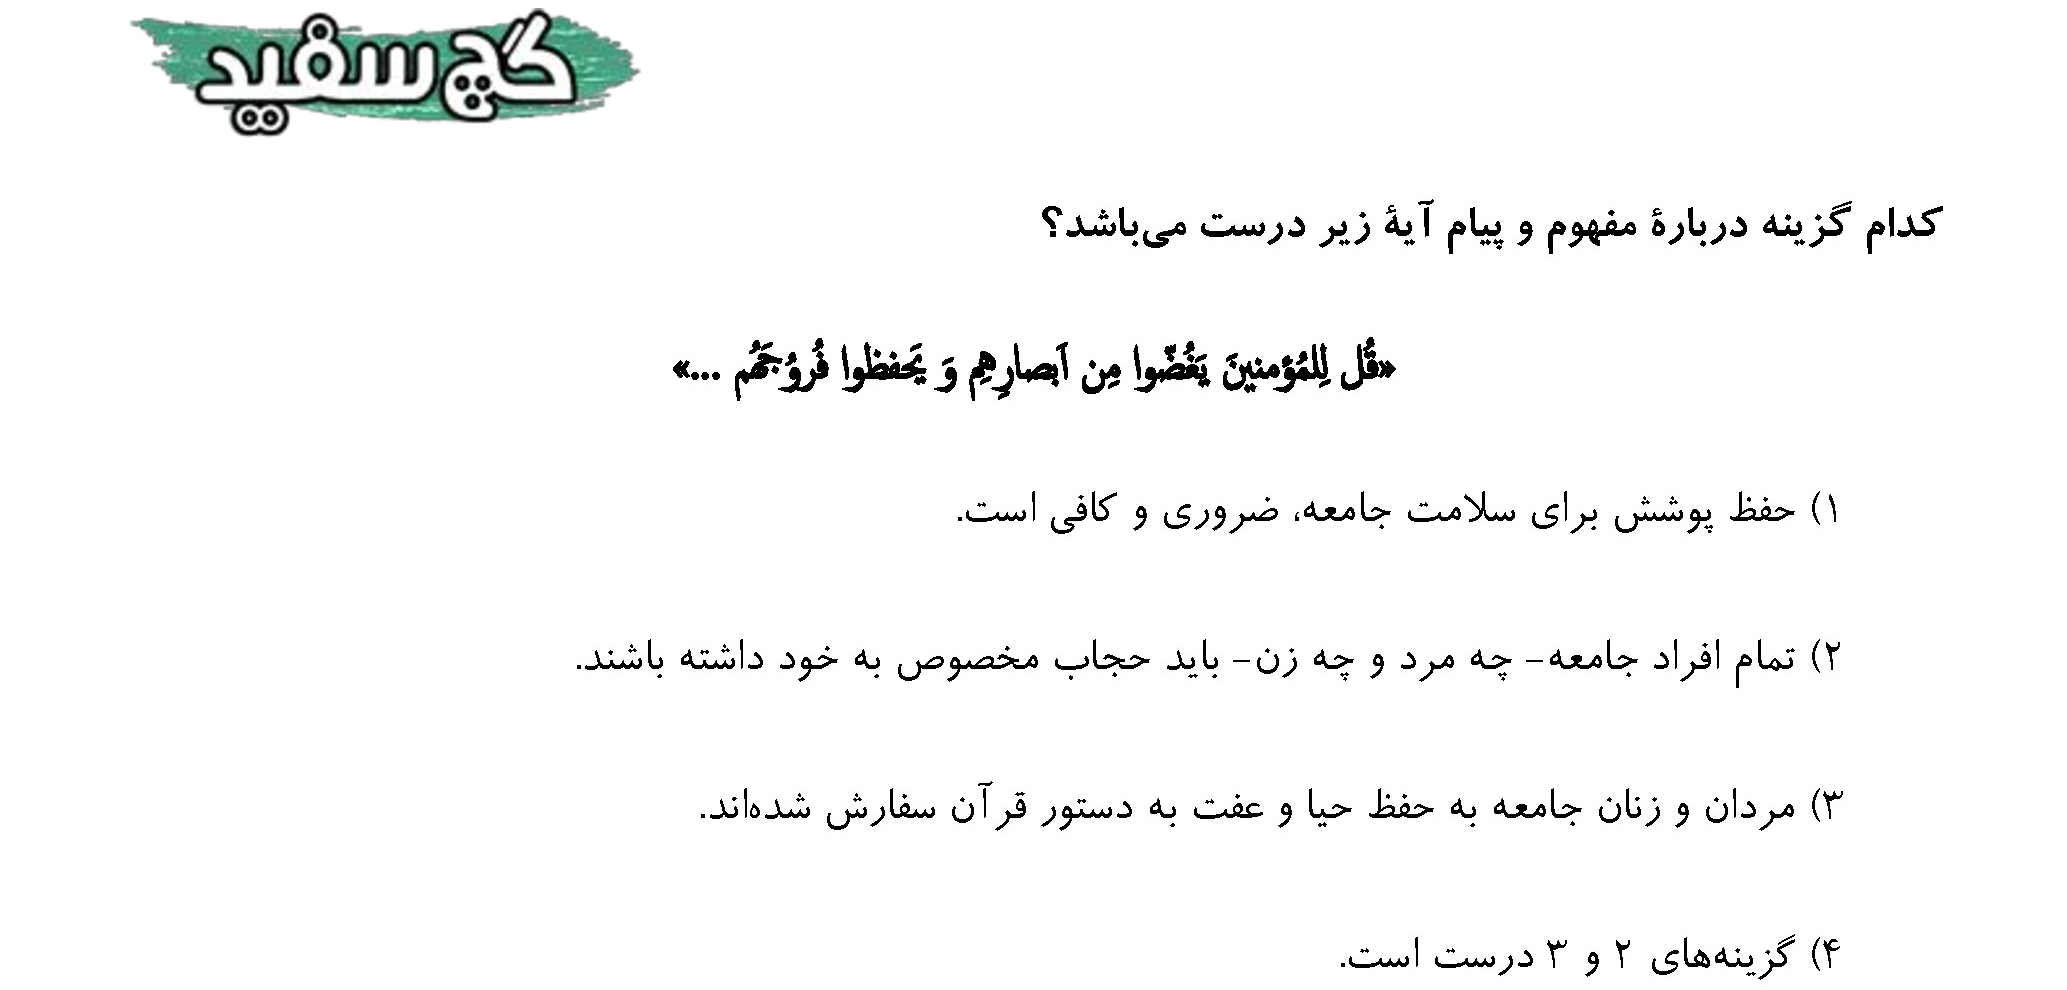 گچ سفید
کدام گزینه دربارهٔ مفهوم و پیام آیهٔ زیر درست می‌باشد؟
«قُل لِلمُؤمنینَ یَغُضّوا مِن اَبصارِهِم وَ یَحفظوا فُروُجَهُم ...»
۱) حفظ پوشش برای سلامت جامعه، ضروری و کافی است.
۲) تمام افراد جامعه- چه مرد و چه زن- باید حجاب مخصوص به خود داشته باشند.
۳) مردان و زنان جامعه به حفظ حیا و عفت به دستور قرآن سفارش شده‌اند.
۴) گزینه‌های ۲ و ۳ درست است.